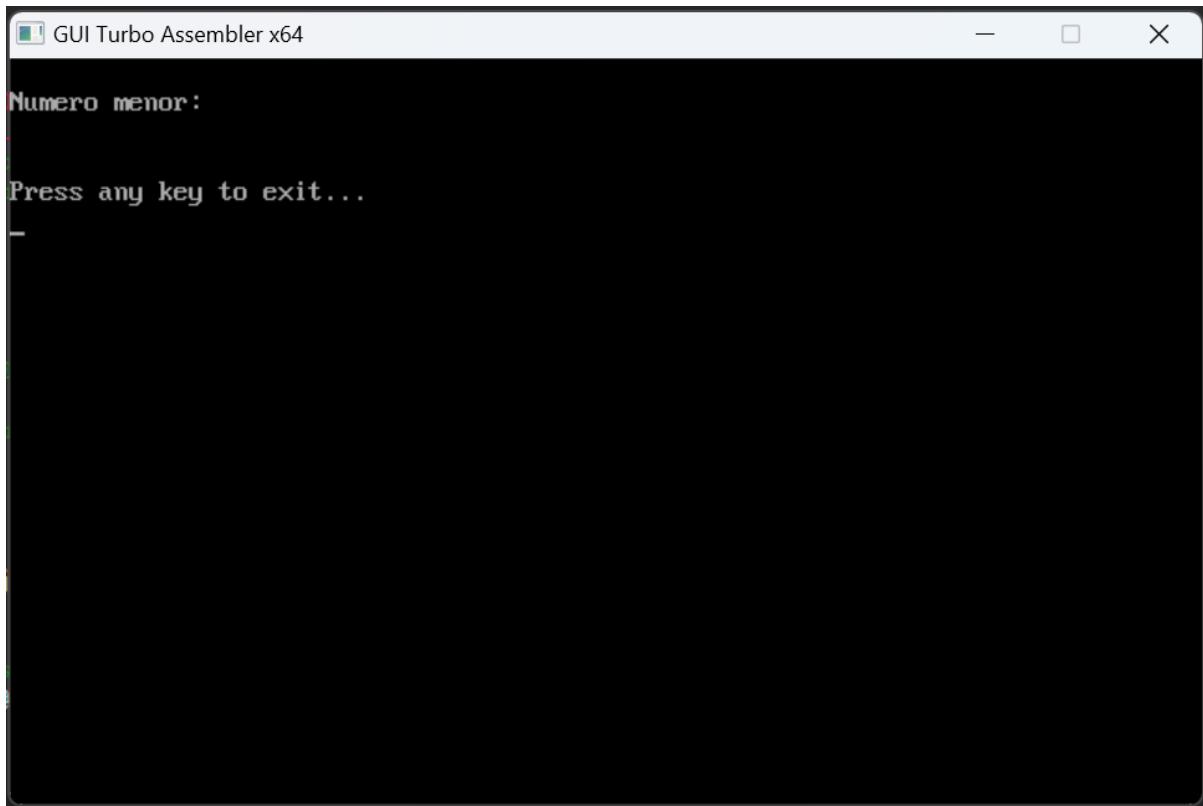 GUI Turbo Assembler x64
Numero menor:
Press any key to exit...